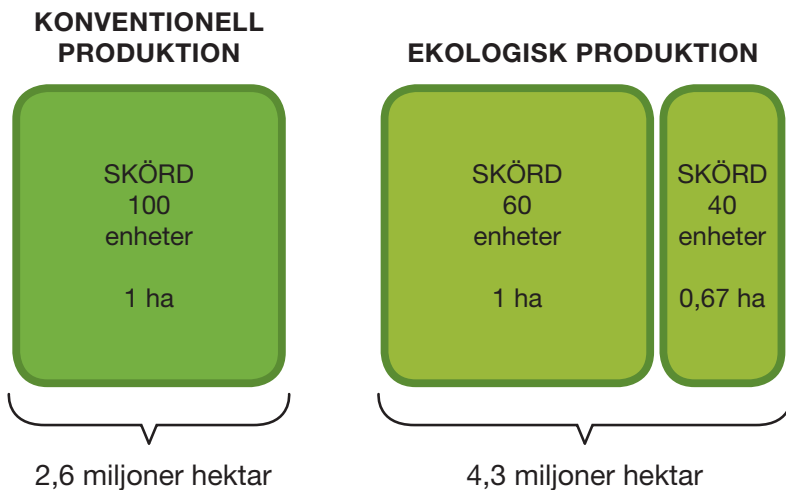 KONVENTIONELL
PRODUKTION
SKÖRD
100
enheter
1 ha
2,6 miljoner hektar
EKOLOGISK PRODUKTION
SKÖRD
60
enheter
1 ha
SKÖRD
40
enheter
0,67 ha
4,3 miljoner hektar